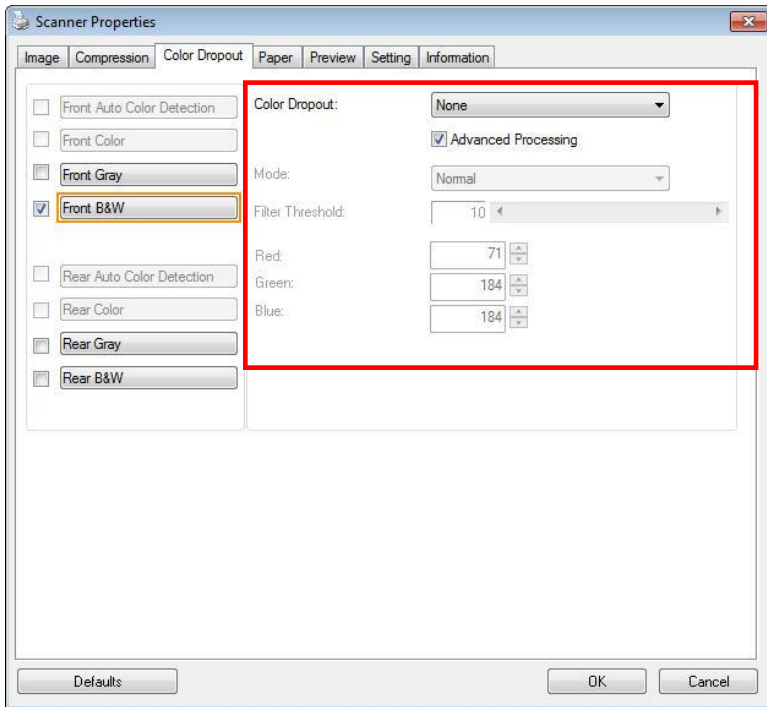 Scanner Properties
Image Compression Color Dropout Paper Preview Setting Information
Front Auto Color Detection
Front Color
Front Gray
Front B&W
Rear Auto Color Detection
Rear Color
Rear Gray
Rear B&W
Color Dropout: None
Advanced Processing
Mode: Normal
Filter Threshold: 10
Red: 71
Green: 184
Blue: 184
Defaults OK Cancel